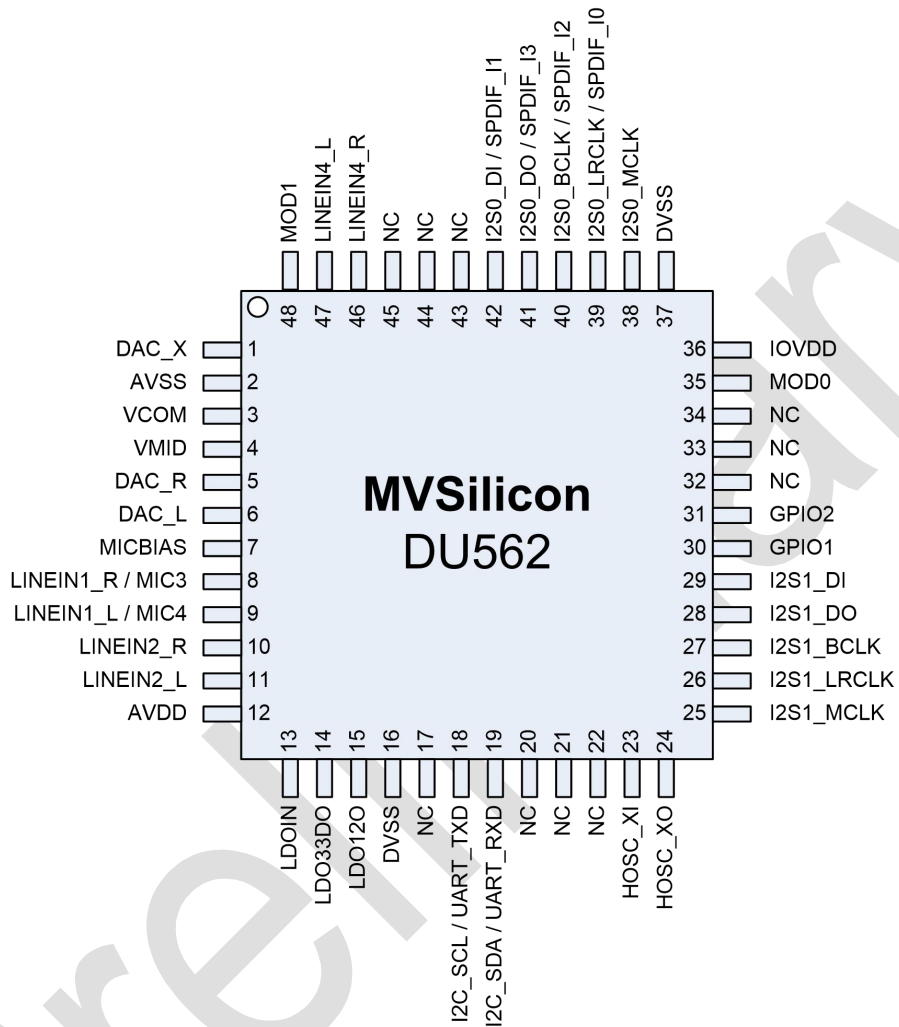 MOD1
LINEIN4_L
LINEIN4_R
NC
NC
NC
I2S0_DI / SPDIF_I1
I2S0_DO / SPDIF_I3
I2S0_BCLK / SPDIF_I2
I2S0_LRCLK / SPDIF_I0
I2S0_MCLK
DVSS
48
47
46
45
44
43
42
41
40
39
38
37
DAC_X 1
AVSS 2
VCOM 3
VMID 4
DAC_R 5
DAC_L 6
MICBIAS 7
LINEIN1_R / MIC3 8
LINEIN1_L / MIC4 9
LINEIN2_R 10
LINEIN2_L 11
AVDD 12
MVSilicon
DU562
36 IOVDD
35 MOD0
34 NC
33 NC
32 NC
31 GPIO2
30 GPIO1
29 I2S1_DI
28 I2S1_DO
27 I2S1_BCLK
26 I2S1_LRCLK
25 I2S1_MCLK
13
14
15
16
17
18
19
20
21
22
23
24
LDOIN
LDO33DO
LDO12O
DVSS
NC
I2C_SCL / UART_TXD
I2C_SDA / UART_RXD
NC
NC
NC
HOSC_XI
HOSC_XO